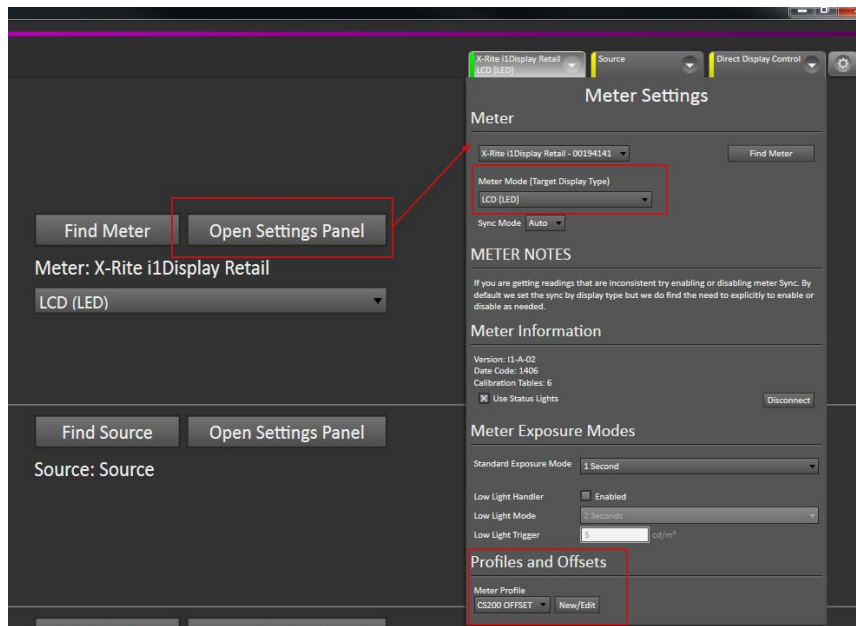 X-Rite i1Display Retail
LCD (LED)
Source
Direct Display Control
Meter Settings
Meter
X-Rite i1Display Retail - 00194141
Find Meter
Meter Mode (Target Display Type)
LCD (LED)
Sync Mode Auto
METER NOTES
If you are getting readings that are inconsistent try enabling or disabling meter Sync. By
default we set the sync by display type but we do find the need to explicitly to enable or
disable as needed.
Meter Information
Version: I1-A-02
Date Code: 1406
Calibration Tables: 6
Use Status Lights
Disconnect
Meter Exposure Modes
Standard Exposure Mode 1 Second
Low Light Handler Enabled
Low Light Mode 2 Seconds
Low Light Trigger 5 cd/m²
Profiles and Offsets
Meter Profile
CS200 OFFSET New/Edit
Find Meter Open Settings Panel
Meter: X-Rite i1Display Retail
LCD (LED)
Find Source Open Settings Panel
Source: Source